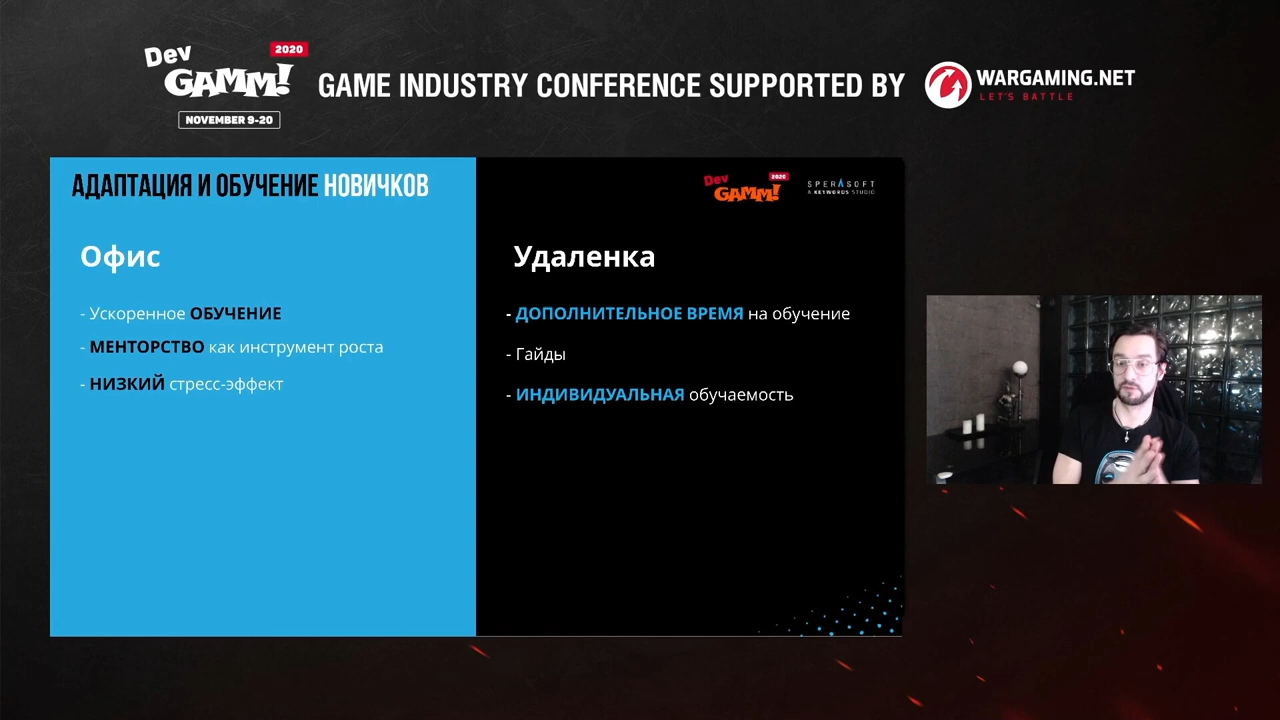 Dev
GAMM!
2020
NOVEMBER 9-20
GAME INDUSTRY CONFERENCE SUPPORTED BY
WARGAMING.NET
LET'S BATTLE
АДАПТАЦИЯ И ОБУЧЕНИЕ НОВИЧКОВ
Dev
GAMM!
2020
SPERASOFT
A KEYWORDS STUDIO
Офис
- Ускоренное ОБУЧЕНИЕ
- МЕНТОРСТВО как инструмент роста
- НИЗКИЙ стресс-эффект
Удаленка
- ДОПОЛНИТЕЛЬНОЕ ВРЕМЯ на обучение
- Гайды
- ИНДИВИДУАЛЬНАЯ обучаемость